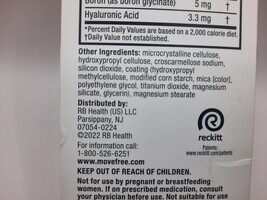 Boron (as boron glycinate) 5 mg †
Hyaluronic Acid 3.3 mg †
*Percent Daily Values are based on a 2,000 calorie diet.
†Daily Value not established.
Other Ingredients: microcrystalline cellulose,
hydroxypropyl cellulose, croscarmellose sodium,
silicon dioxide, coating (hydroxypropyl
methylcellulose, modified corn starch, mica [color],
polyethylene glycol, titanium dioxide, magnesium
silicate, glycerin), magnesium stearate
Distributed by:
RB Health (US) LLC
Parsippany, NJ
07054-0224
©2022 RB Health
reckitt
Patents:
www.reckitt.com/patents
For information call:
1-800-526-6251
www.movefree.com
KEEP OUT OF REACH OF CHILDREN.
Not for use by pregnant or breastfeeding
women. If on prescribed medication, consult
your physician before use. Not suitable for use